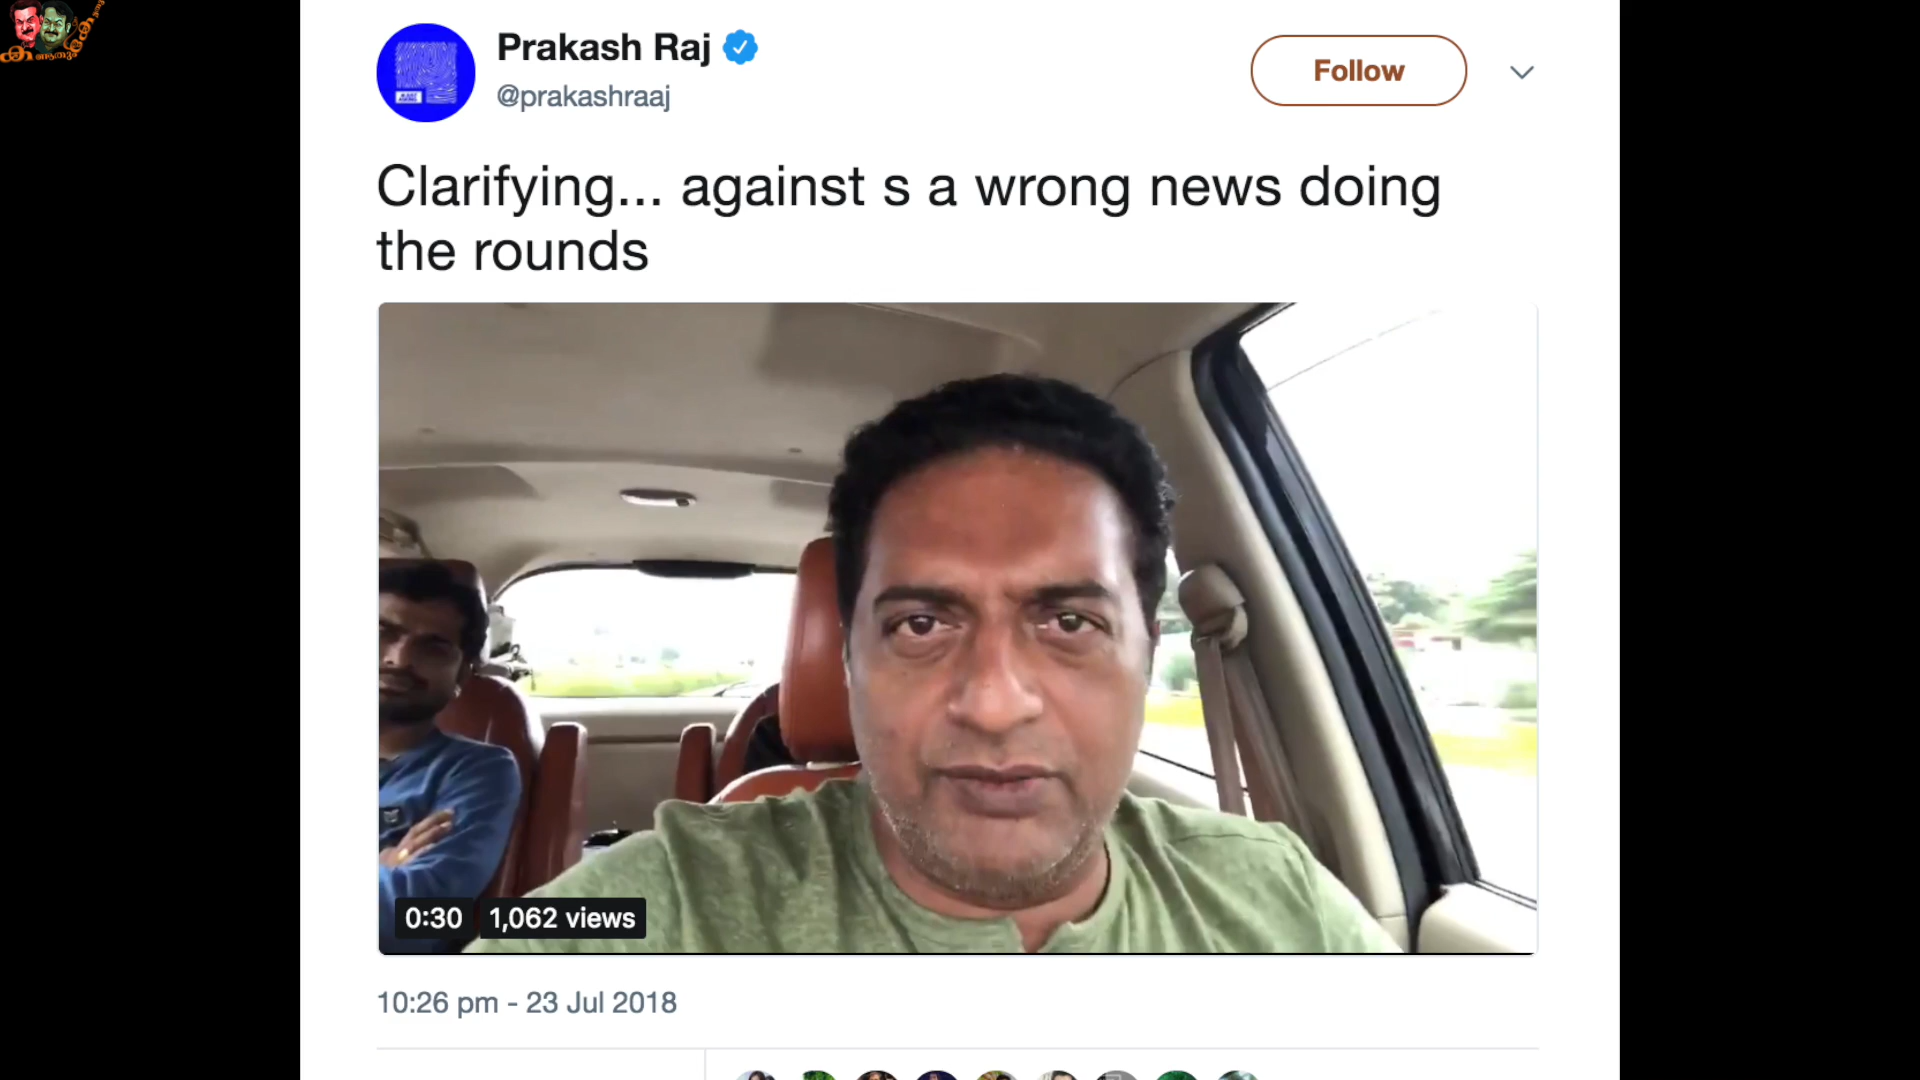 Prakash Raj
@prakashraaj
Follow
Clarifying... against s a wrong news doing
the rounds
0:30 1,062 views
10:26 pm - 23 Jul 2018